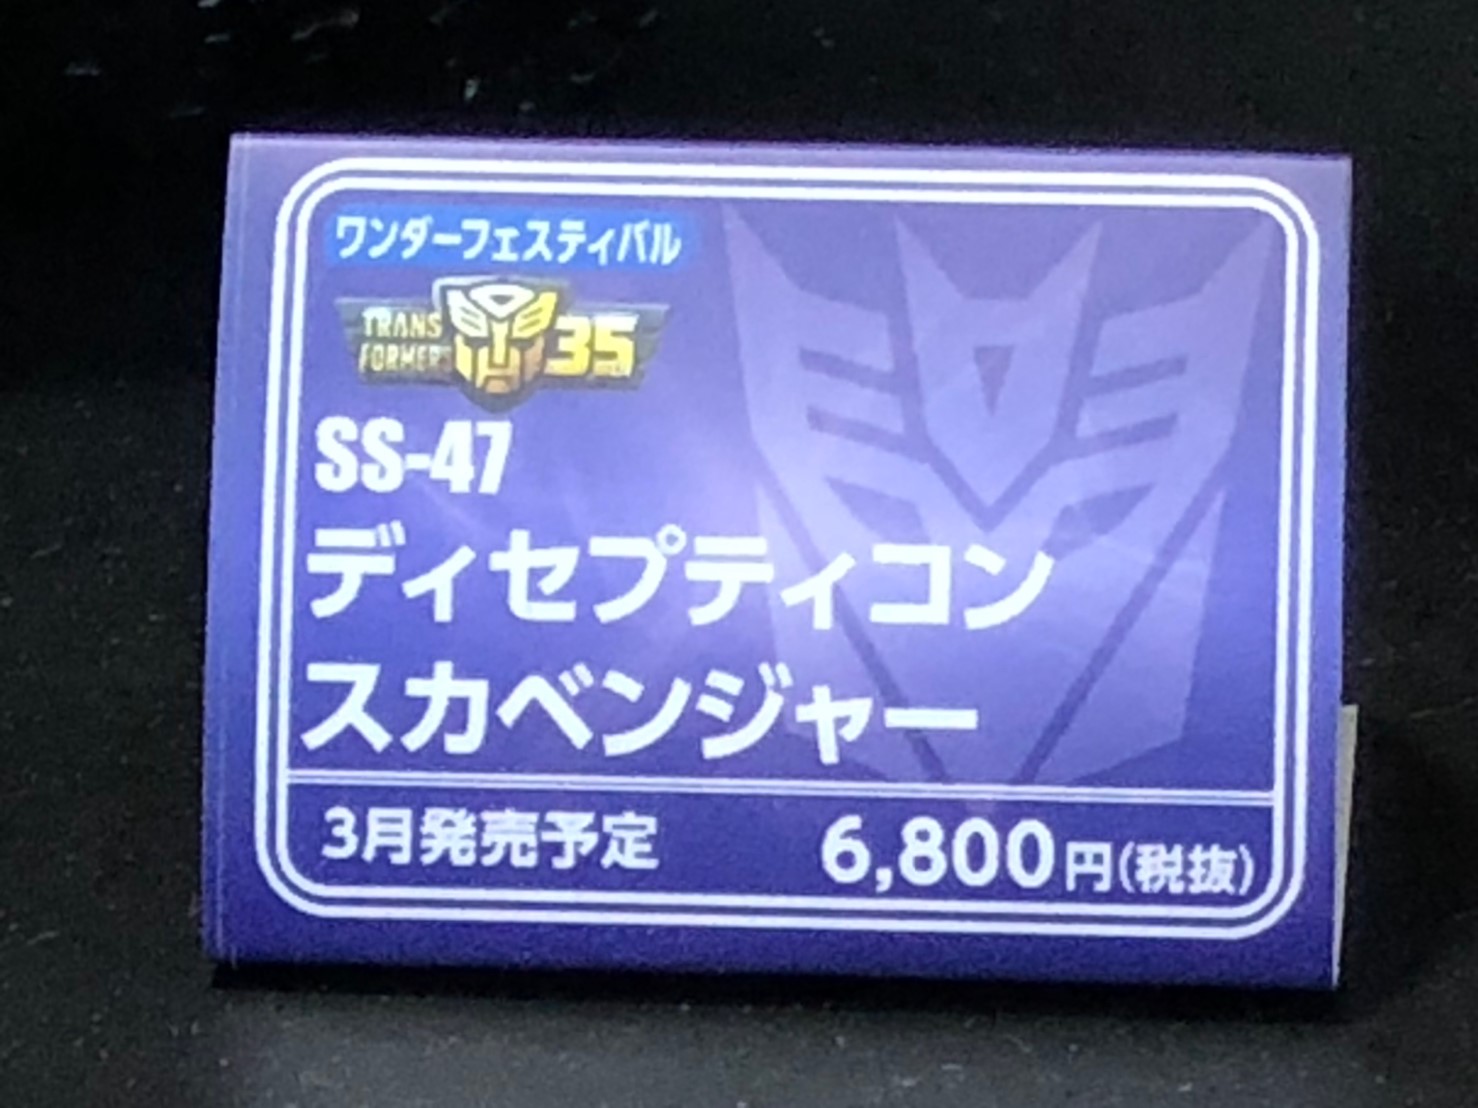 ワンダーフェスティバル
TRANS
FORMERS
35
SS-47
ディセプティコン
スカベンジャー
3月発売予定
6,800円(税抜)